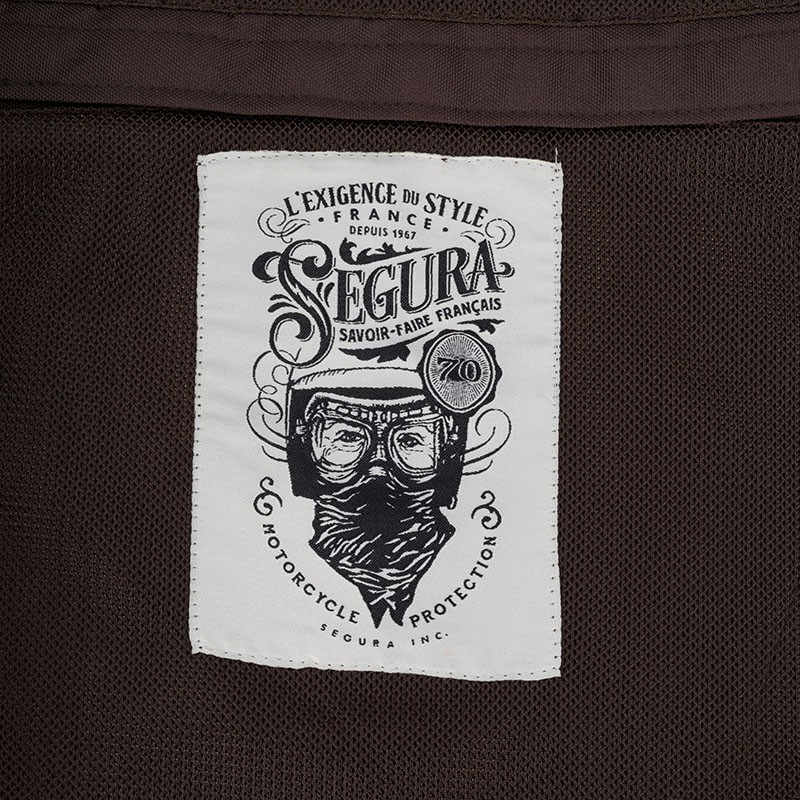 L'EXIGENCE DU STYLE
· FRANCE ·
DEPUIS 1967
SEGURA
SAVOIR-FAIRE FRANÇAIS
70
MOTORCYCLE PROTECTION
SEGURA INC.